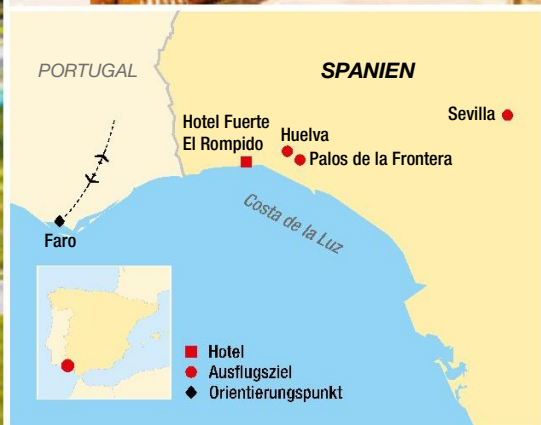 PORTUGAL
SPANIEN
Sevilla
Hotel Fuerte
El Rompido
Huelva
Palos de la Frontera
Costa de la Luz
Faro
Hotel
Ausflugsziel
Orientierungspunkt